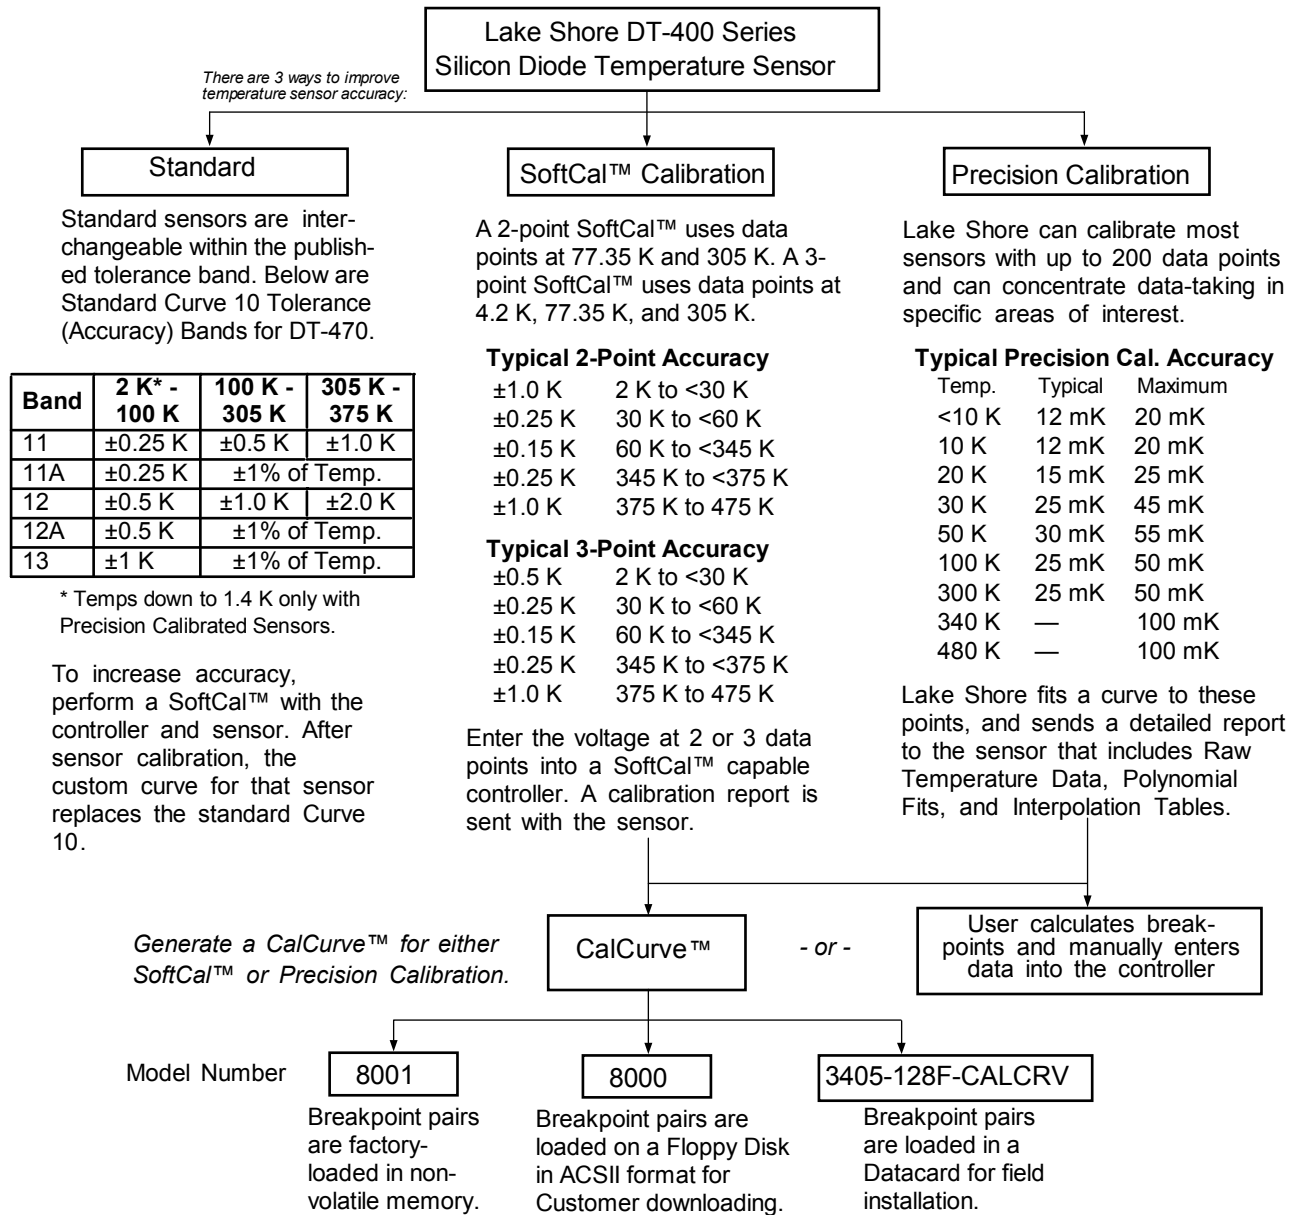 Lake Shore DT-400 Series
Silicon Diode Temperature Sensor
There are 3 ways to improve
temperature sensor accuracy:
Standard
Standard sensors are inter-
changeable within the publish-
ed tolerance band. Below are
Standard Curve 10 Tolerance
(Accuracy) Bands for DT-470.
Band 2 K* - 100 K 100 K - 305 K 305 K - 375 K
11 ±0.25 K ±0.5 K ±1.0 K
11A ±0.25 K ±1% of Temp.
12 ±0.5 K ±1.0 K ±2.0 K
12A ±0.5 K ±1% of Temp.
13 ±1 K ±1% of Temp.
* Temps down to 1.4 K only with
Precision Calibrated Sensors.
To increase accuracy,
perform a SoftCal™ with the
controller and sensor. After
sensor calibration, the
custom curve for that sensor
replaces the standard Curve
10.
SoftCal™ Calibration
A 2-point SoftCal™ uses data
points at 77.35 K and 305 K. A 3-
point SoftCal™ uses data points at
4.2 K, 77.35 K, and 305 K.
Typical 2-Point Accuracy
±1.0 K 2 K to <30 K
±0.25 K 30 K to <60 K
±0.15 K 60 K to <345 K
±0.25 K 345 K to <375 K
±1.0 K 375 K to 475 K
Typical 3-Point Accuracy
±0.5 K 2 K to <30 K
±0.25 K 30 K to <60 K
±0.15 K 60 K to <345 K
±0.25 K 345 K to <375 K
±1.0 K 375 K to 475 K
Enter the voltage at 2 or 3 data
points into a SoftCal™ capable
controller. A calibration report is
sent with the sensor.
Precision Calibration
Lake Shore can calibrate most
sensors with up to 200 data points
and can concentrate data-taking in
specific areas of interest.
Typical Precision Cal. Accuracy
Temp. Typical Maximum
<10 K 12 mK 20 mK
10 K 12 mK 20 mK
20 K 15 mK 25 mK
30 K 25 mK 45 mK
50 K 30 mK 55 mK
100 K 25 mK 50 mK
300 K 25 mK 50 mK
340 K — 100 mK
480 K — 100 mK
Lake Shore fits a curve to these
points, and sends a detailed report
to the sensor that includes Raw
Temperature Data, Polynomial
Fits, and Interpolation Tables.
Generate a CalCurve™ for either
SoftCal™ or Precision Calibration.
CalCurve™
- or -
User calculates break-
points and manually enters
data into the controller
Model Number
8001
Breakpoint pairs
are factory-
loaded in non-
volatile memory.
8000
Breakpoint pairs are
loaded on a Floppy Disk
in ACSII format for
Customer downloading.
3405-128F-CALCRV
Breakpoint pairs
are loaded in a
Datacard for field
installation.